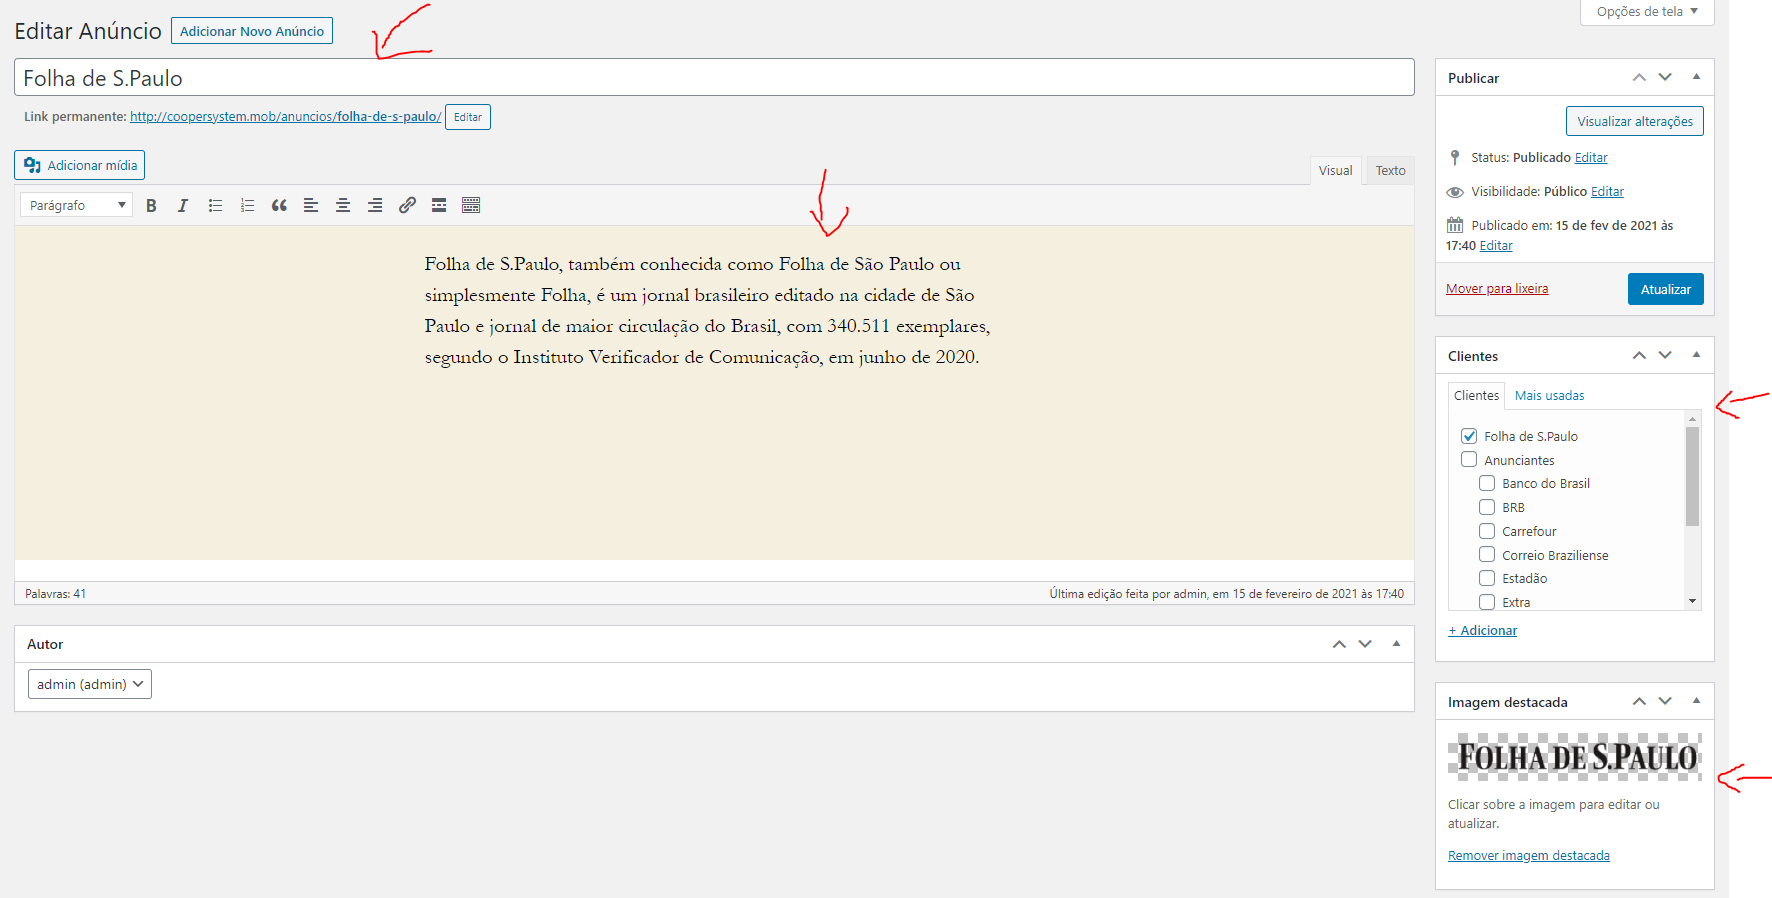 Opções de tela
Editar Anúncio
Adicionar Novo Anúncio
Folha de S.Paulo
Link permanente: http://coopersystem.mob/anuncios/folha-de-s-paulo/ Editar
Adicionar mídia
Visual Texto
Parágrafo
Folha de S.Paulo, também conhecida como Folha de São Paulo ou
simplesmente Folha, é um jornal brasileiro editado na cidade de São
Paulo e jornal de maior circulação do Brasil, com 340.511 exemplares,
segundo o Instituto Verificador de Comunicação, em junho de 2020.
Palavras: 41
Última edição feita por admin, em 15 de fevereiro de 2021 às 17:40
Autor
admin (admin)
Publicar
Visualizar alterações
Status: Publicado Editar
Visibilidade: Público Editar
Publicado em: 15 de fev de 2021 às
17:40 Editar
Mover para lixeira
Atualizar
Clientes
Clientes Mais usadas
Folha de S.Paulo
Anunciantes
Banco do Brasil
BRB
Carrefour
Correio Braziliense
Estadão
Extra
+ Adicionar
Imagem destacada
FOLHA DE S.PAULO
Clicar sobre a imagem para editar ou
atualizar.
Remover imagem destacada